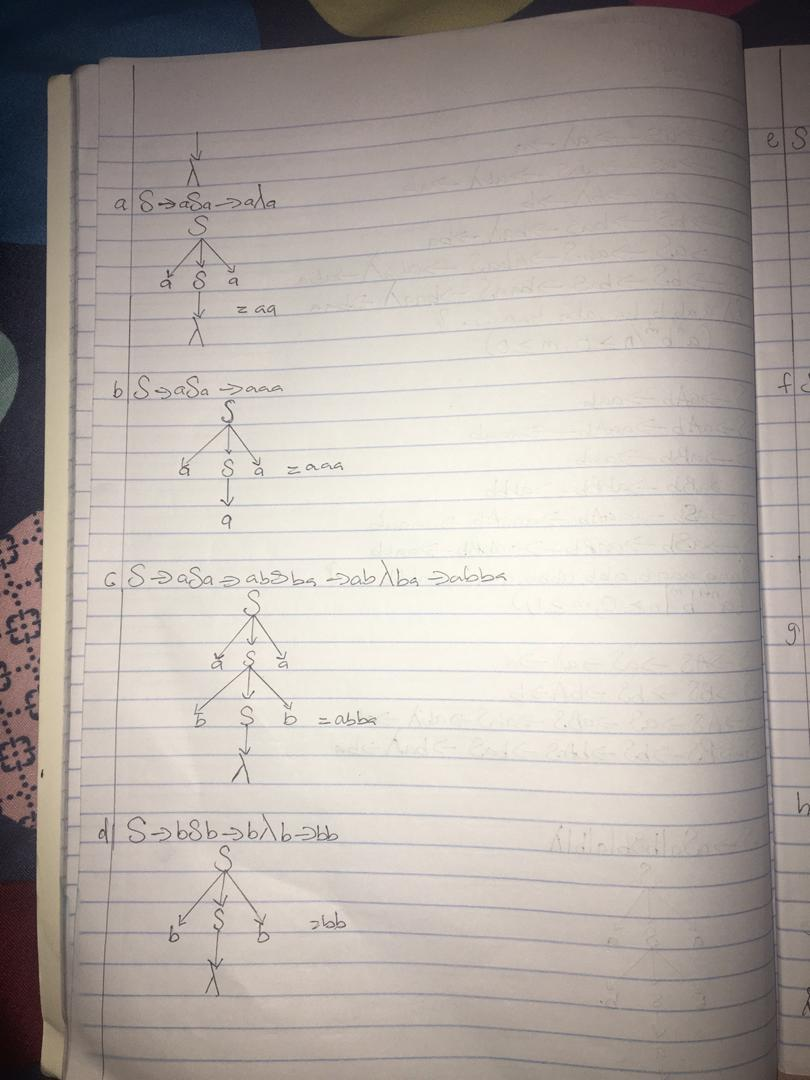 λ
a S→aSa→aλa
S
a S a
= aa
λ
b S→aSa→aaa
S
a S a = aaa
a
c S→aSa→abSba→abλba→abba
S
a S a
b S b = abba
λ
d S→bSb→bλb→bb
S
b S b =bb
λ
e S
f
g
h